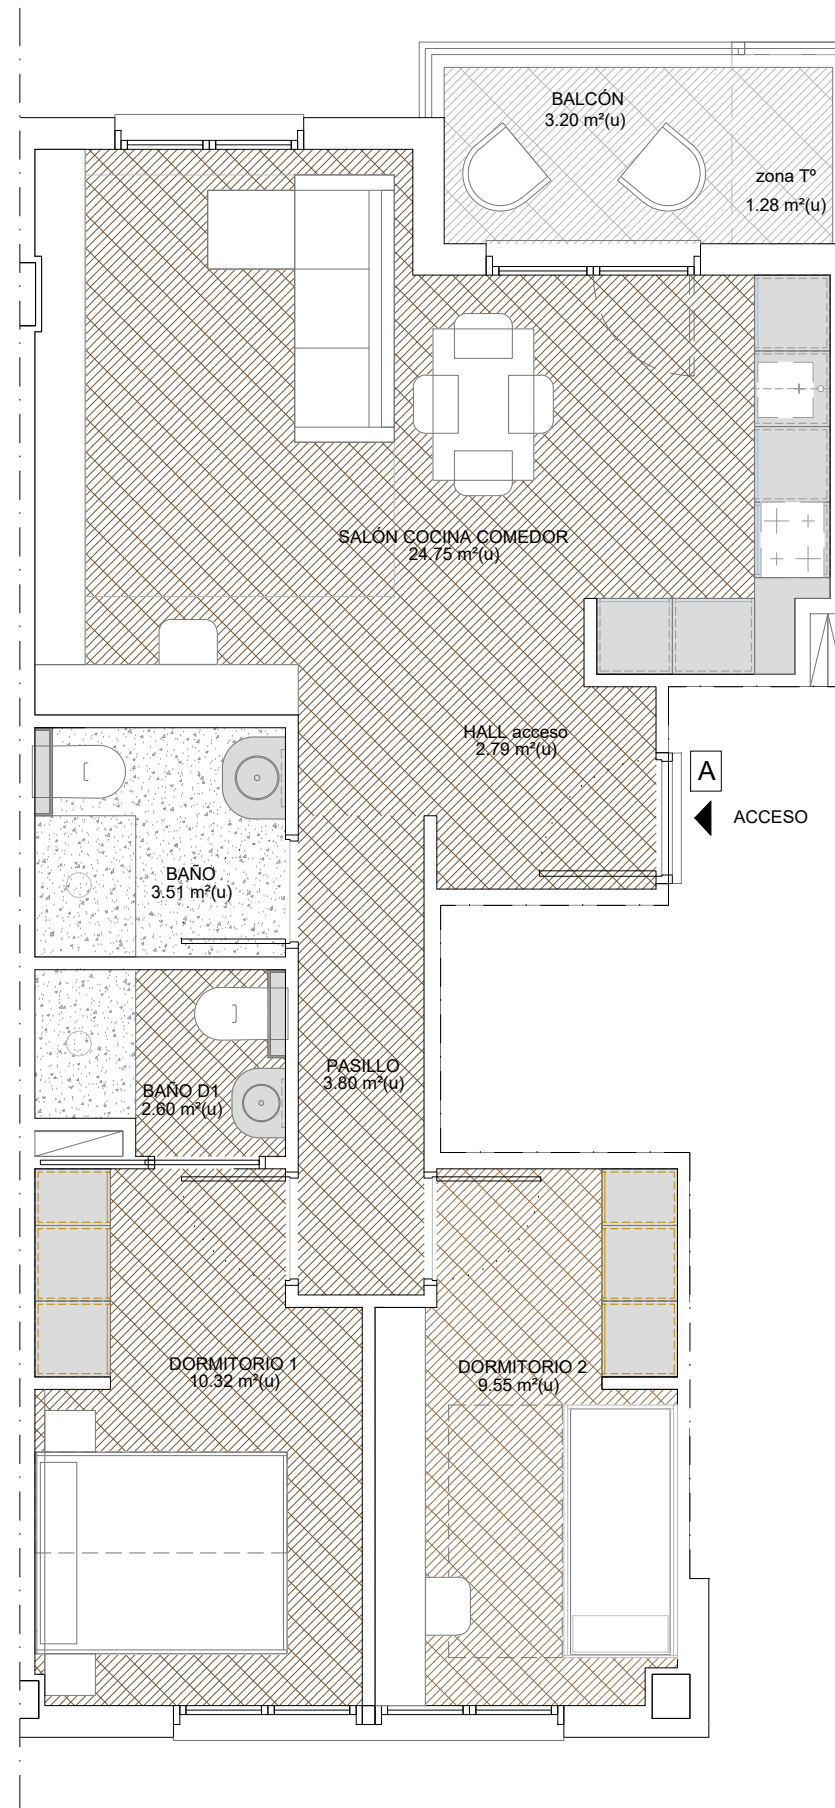 BALCÓN
3.20 m²(u)
zona Tº
1.28 m²(u)
SALÓN COCINA COMEDOR
24.75 m²(u)
HALL acceso
2.79 m²(u)
A
ACCESO
BAÑO
3.51 m²(u)
PASILLO
3.80 m²(u)
BAÑO D1
2.60 m²(u)
DORMITORIO 1
10.32 m²(u)
DORMITORIO 2
9.55 m²(u)